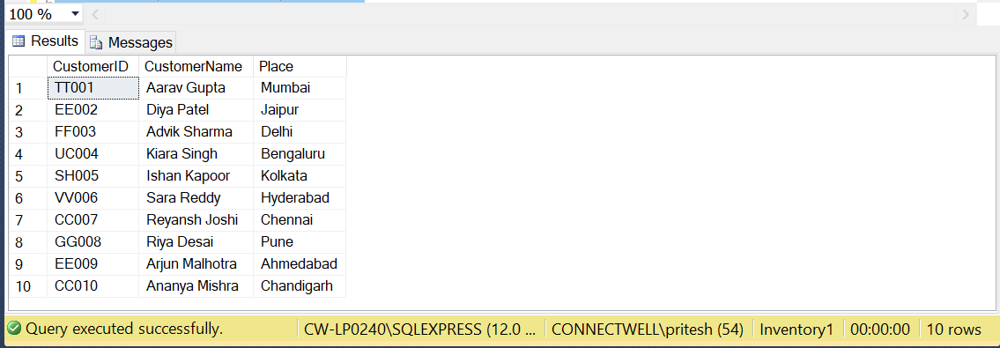 100 %
Results Messages
CustomerID CustomerName Place
1 TT001 Aarav Gupta Mumbai
2 EE002 Diya Patel Jaipur
3 FF003 Advik Sharma Delhi
4 UC004 Kiara Singh Bengaluru
5 SH005 Ishan Kapoor Kolkata
6 VV006 Sara Reddy Hyderabad
7 CC007 Reyansh Joshi Chennai
8 GG008 Riya Desai Pune
9 EE009 Arjun Malhotra Ahmedabad
10 CC010 Ananya Mishra Chandigarh
Query executed successfully. CW-LP0240\SQLEXPRESS (12.0 ... CONNECTWELL\pritesh (54) Inventory1 00:00:00 10 rows